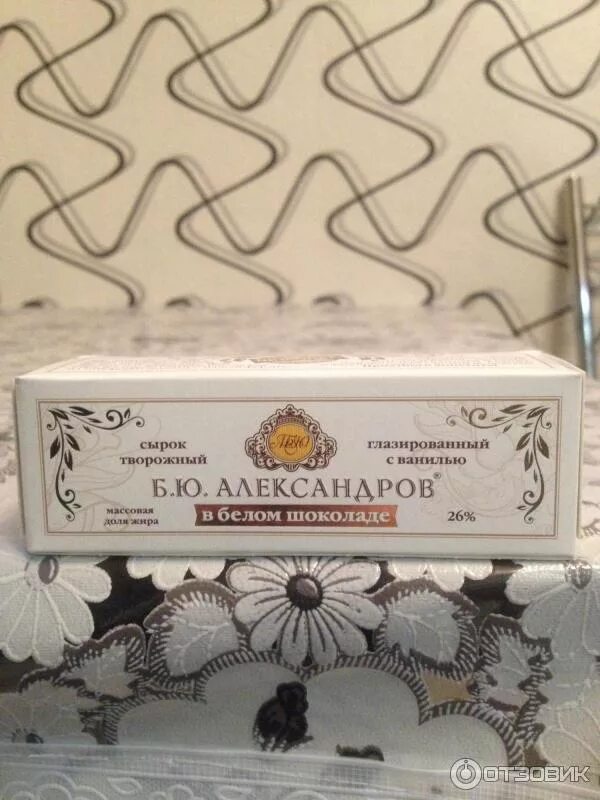 сырок
творожный
глазированный
с ванилью
Б.Ю. АЛЕКСАНДРОВ®
массовая
доля жира
в белом шоколаде
26%
ОТЗОВИК